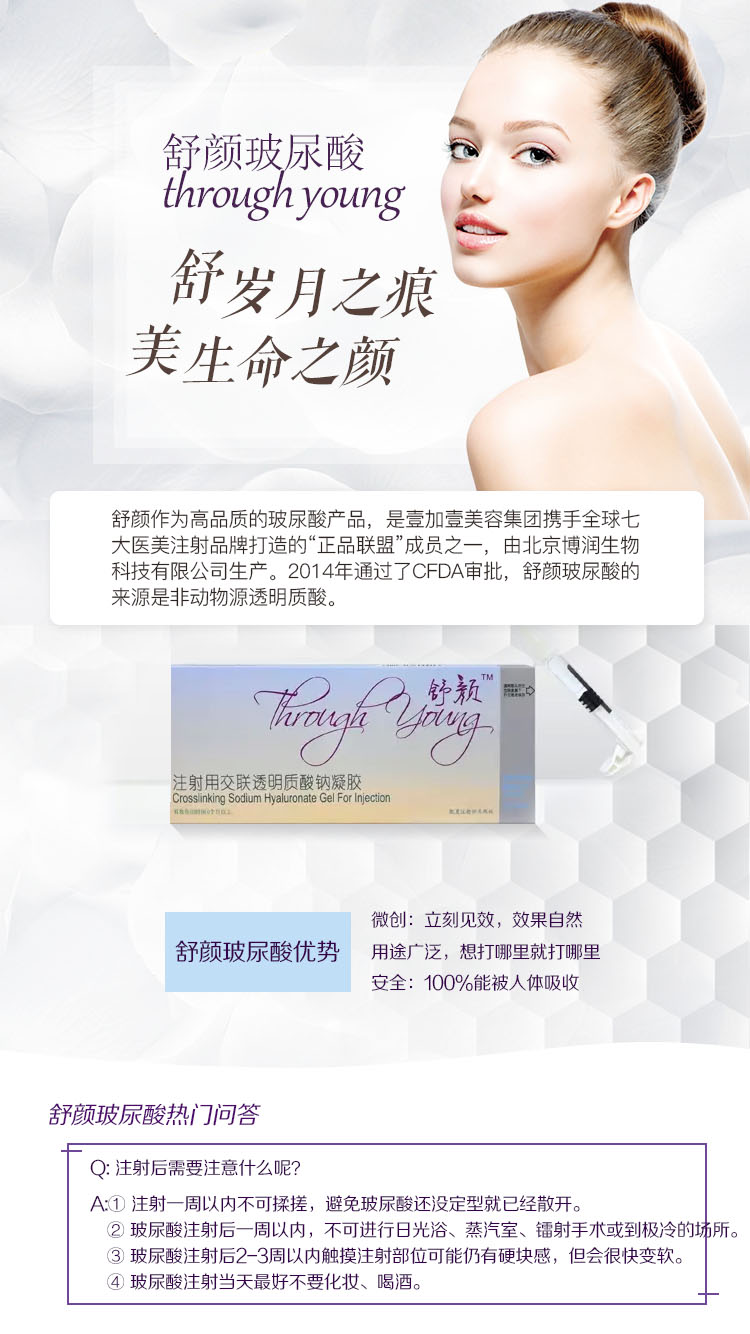 舒颜玻尿酸
through young
舒岁月之痕
美生命之颜
舒颜作为高品质的玻尿酸产品，是壹加壹美容集团携手全球七
大医美注射品牌打造的“正品联盟”成员之一，由北京博润生物
科技有限公司生产。2014年通过了CFDA审批，舒颜玻尿酸的
来源是非动物源透明质酸。
舒颜™
Through Young
注射用交联透明质酸钠凝胶
Crosslinking Sodium Hyaluronate Gel For Injection
舒颜玻尿酸优势
微创：立刻见效，效果自然
用途广泛，想打哪里就打哪里
安全：100%能被人体吸收
舒颜玻尿酸热门问答
Q: 注射后需要注意什么呢?
A:① 注射一周以内不可揉搓，避免玻尿酸还没定型就已经散开。
② 玻尿酸注射后一周以内，不可进行日光浴、蒸汽室、镭射手术或到极冷的场所。
③ 玻尿酸注射后2-3周以内触摸注射部位可能仍有硬块感，但会很快变软。
④ 玻尿酸注射当天最好不要化妆、喝酒。